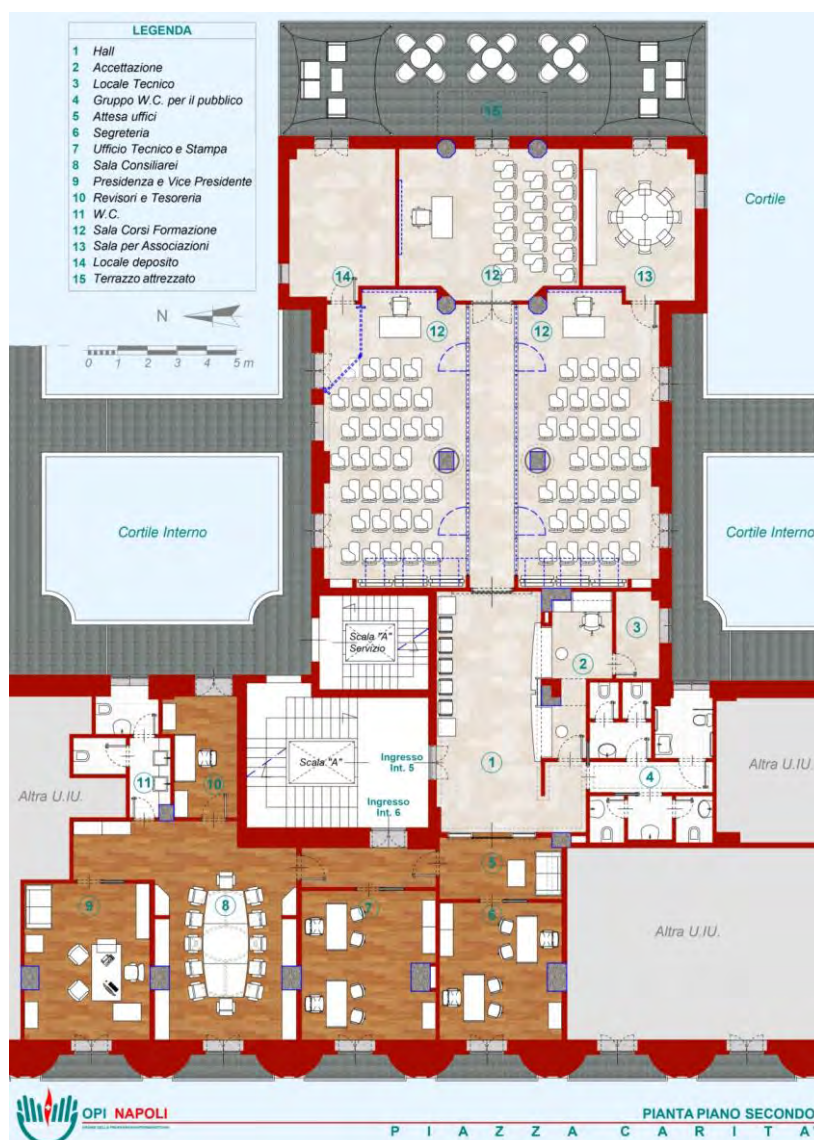 LEGENDA
1 Hall
2 Accettazione
3 Locale Tecnico
4 Gruppo W.C. per il pubblico
5 Attesa uffici
6 Segreteria
7 Ufficio Tecnico e Stampa
8 Sala Consiliarei
9 Presidenza e Vice Presidente
10 Revisori e Tesoreria
11 W.C.
12 Sala Corsi Formazione
13 Sala per Associazioni
14 Locale deposito
15 Terrazzo attrezzato
N
0 1 2 3 4 5 m
15
Cortile
14
12
13
12
12
Cortile Interno
Cortile Interno
Scala "A"
Servizio
3
2
Altra U.IU.
11
10
Scala "A"
Ingresso
Int. 5
1
4
Altra U.IU.
Ingresso
Int. 6
5
9
8
7
6
Altra U.IU.
OPI NAPOLI
PIANTA PIANO SECONDO
PIAZZA CARITA